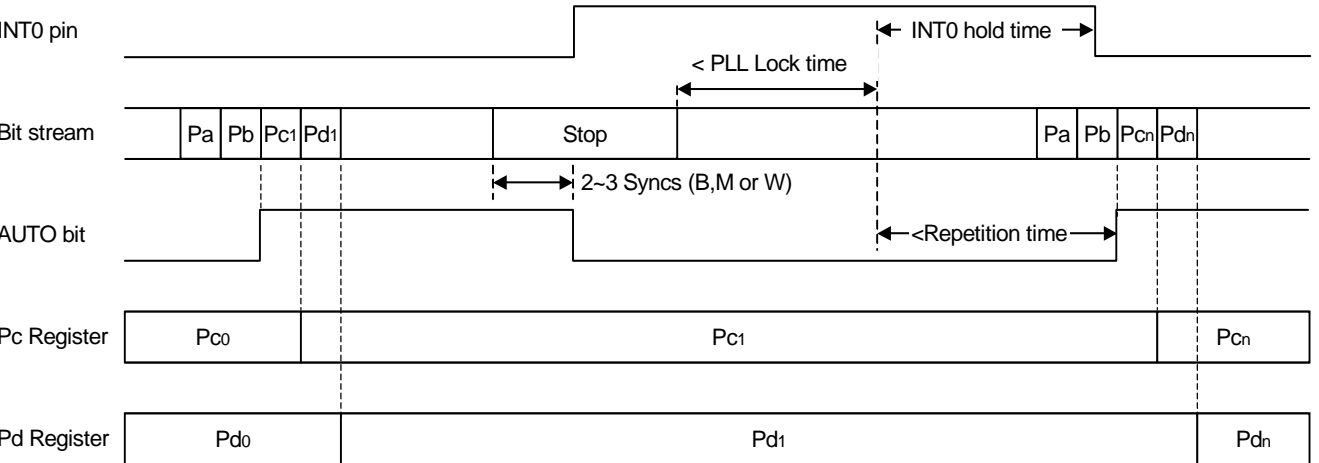 INT0 pin
INT0 hold time
< PLL Lock time
Bit stream
Pa Pb Pc1 Pd1 Stop Pa Pb Pcn Pdn
2~3 Syncs (B,M or W)
AUTO bit
<Repetition time
Pc Register Pc0 Pc1 Pcn
Pd Register Pd0 Pd1 Pdn